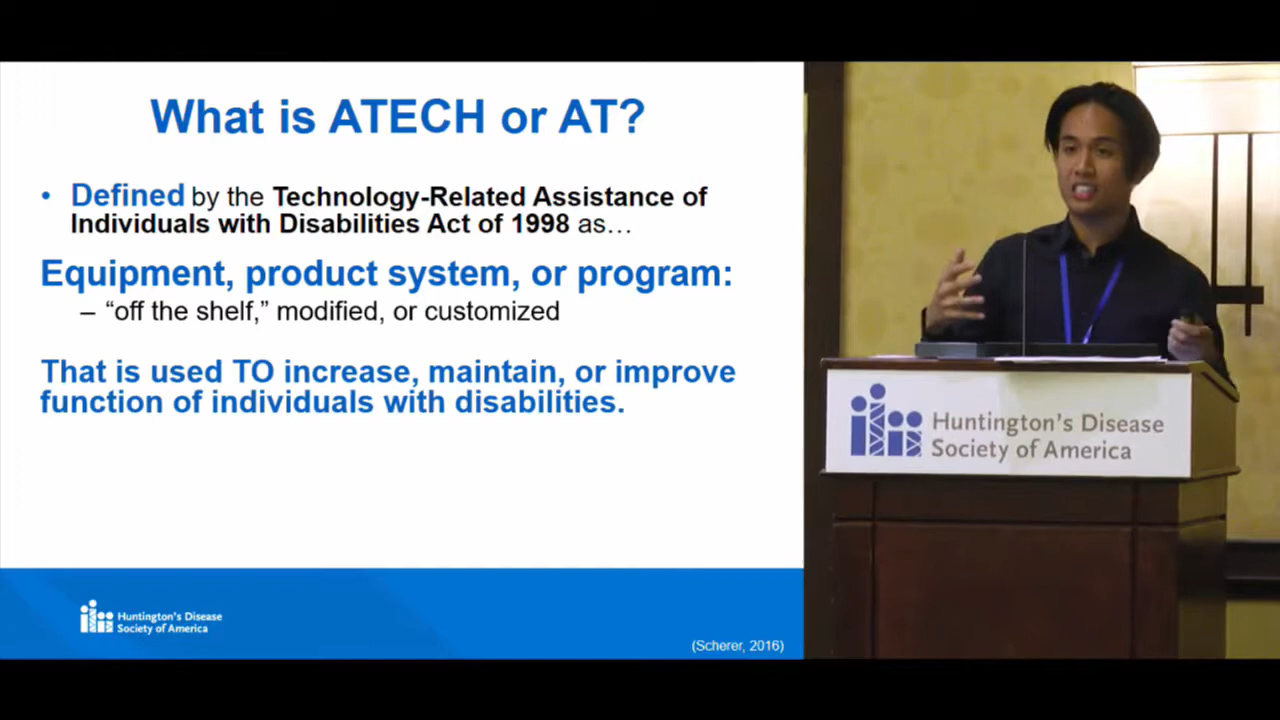 What is ATECH or AT?
• Defined by the Technology-Related Assistance of
Individuals with Disabilities Act of 1998 as…
Equipment, product system, or program:
– “off the shelf,” modified, or customized
That is used TO increase, maintain, or improve
function of individuals with disabilities.
Huntington's Disease
Society of America
(Scherer, 2016)
Huntington's Disease
Society of America